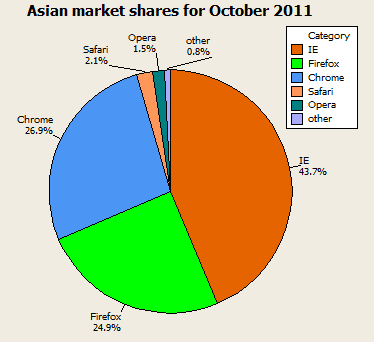 Asian market shares for October 2011
Category
IE
Firefox
Chrome
Safari
Opera
other
other
0.8%
Opera
1.5%
Safari
2.1%
Chrome
26.9%
IE
43.7%
Firefox
24.9%